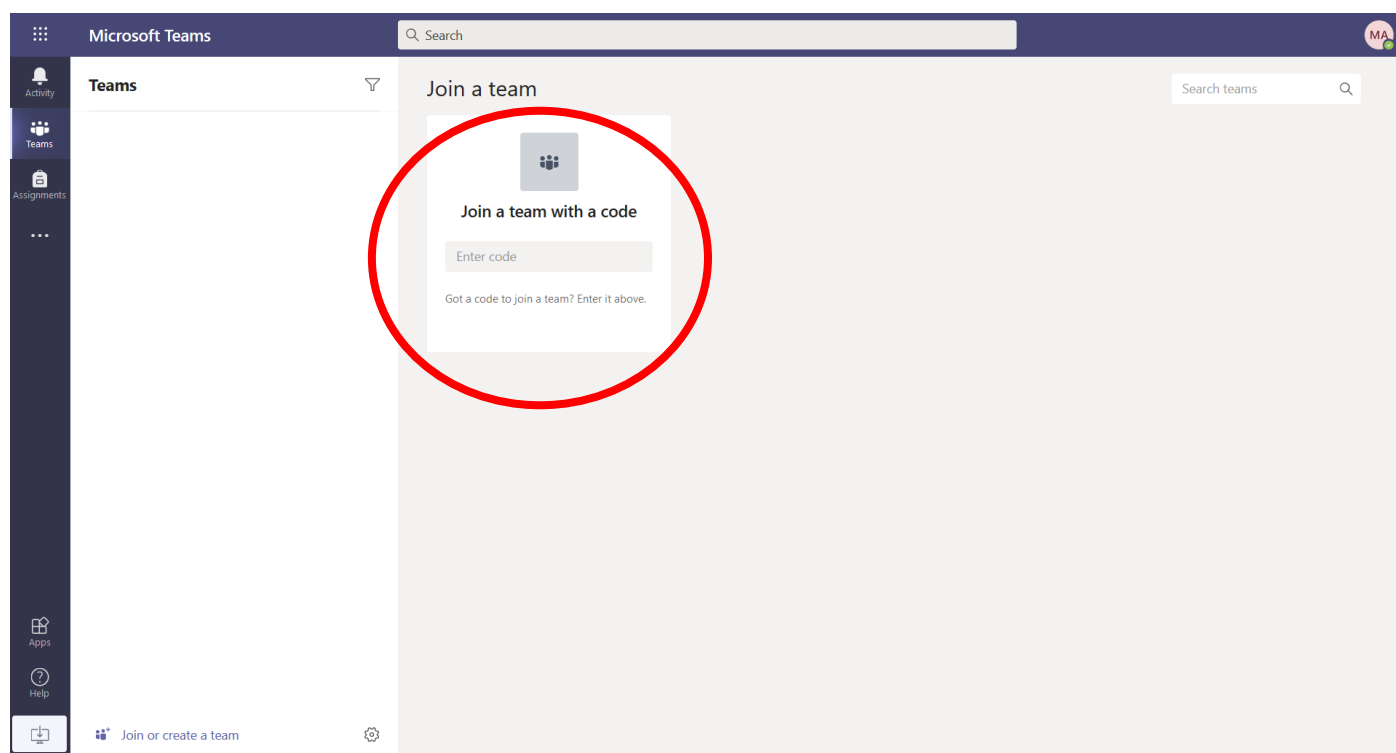 Microsoft Teams
Search
MA
Activity
Teams
Assignments
Apps
Help
Teams
Join or create a team
Join a team
Search teams
Join a team with a code
Enter code
Got a code to join a team? Enter it above.